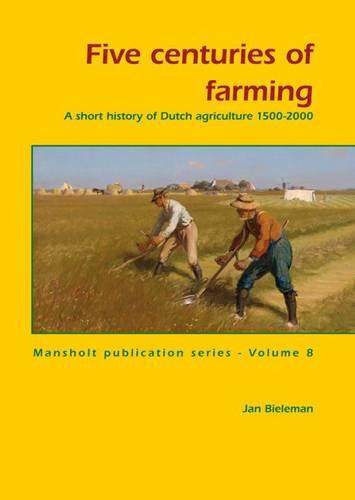 Five centuries of
farming
A short history of Dutch agriculture 1500-2000
Mansholt publication series - Volume 8
Jan Bieleman